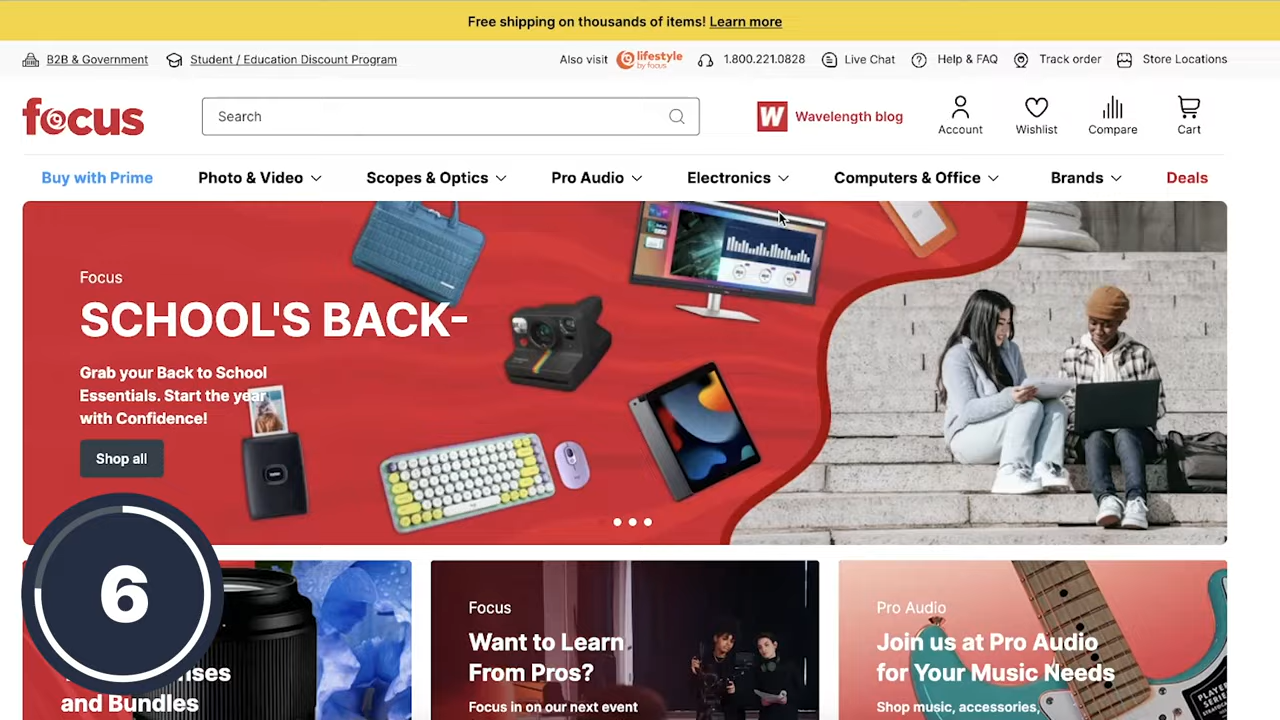 Free shipping on thousands of items! Learn more
B2B & Government Student / Education Discount Program Also visit lifestyle by focus 1.800.221.0828 Live Chat Help & FAQ Track order Store Locations
focus Search W Wavelength blog Account Wishlist Compare Cart
Buy with Prime Photo & Video Scopes & Optics Pro Audio Electronics Computers & Office Brands Deals
Focus
SCHOOL'S BACK-
Grab your Back to School
Essentials. Start the year
with Confidence!
Shop all
6
and Bundles
Focus
Want to Learn
From Pros?
Focus in on our next event
Pro Audio
Join us at Pro Audio
for Your Music Needs
Shop music, accessories,
PLAYER